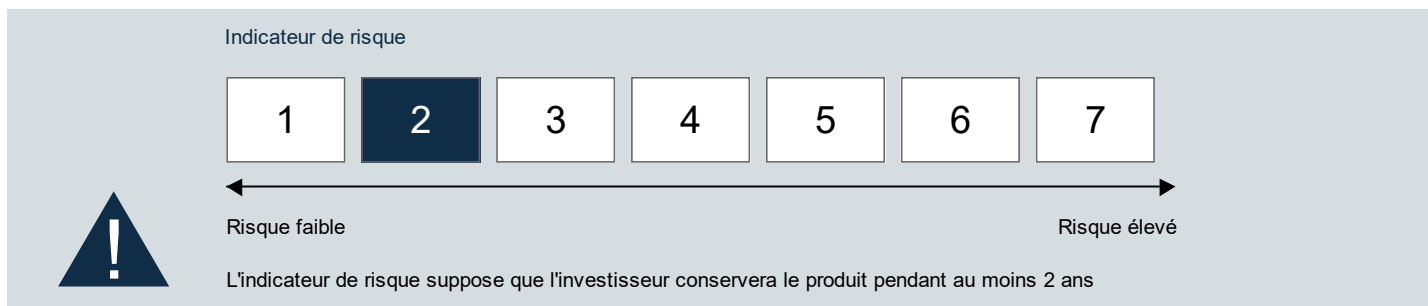 Indicateur de risque
1 2 3 4 5 6 7
!
Risque faible Risque élevé
L'indicateur de risque suppose que l'investisseur conservera le produit pendant au moins 2 ans